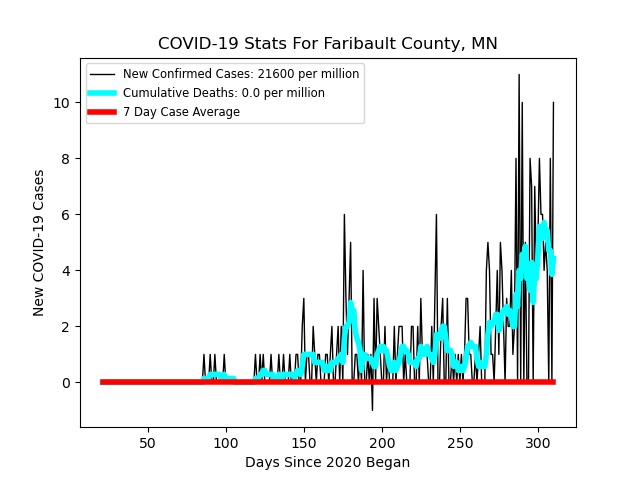 COVID-19 Stats For Faribault County, MN
New Confirmed Cases: 21600 per million
Cumulative Deaths: 0.0 per million
7 Day Case Average
New COVID-19 Cases
10
8
6
4
2
0
50 100 150 200 250 300
Days Since 2020 Began